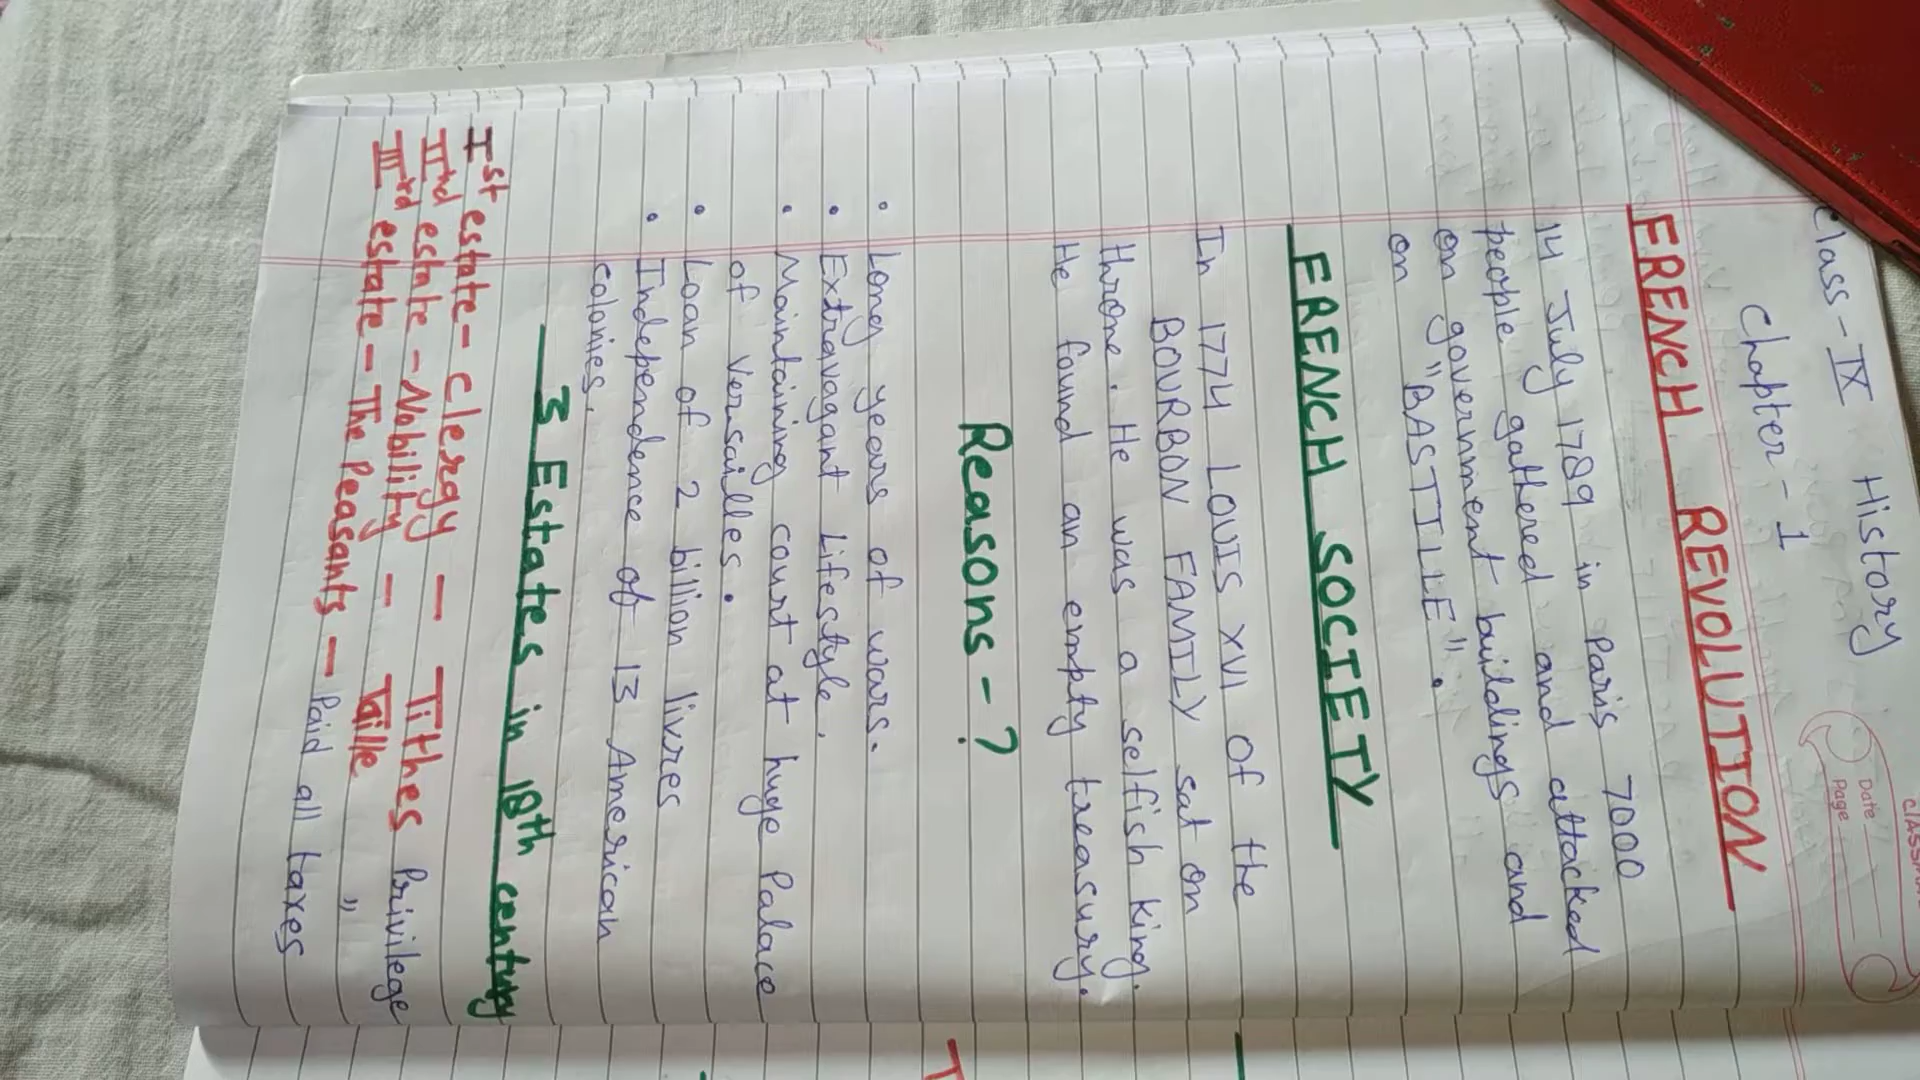 Class - IX History
Chapter - 1
Date
Page
FRENCH REVOLUTION
14 July 1789 in Paris 7000
people gathered and attacked
on government buildings and
on "BASTILLE".
FRENCH SOCIETY
In 1774 LOUIS XVI of the
BOURBON FAMILY sat on
throne. He was a selfish king.
He found an empty treasury.
Reasons - ?
• Long years of wars.
• Extravagant Lifestyle.
• Maintaining court at huge Palace
of Versailles.
• Loan of 2 billion livres
• Independence of 13 American
colonies.
3 Estates in 18th century
Ist estate - Clergy - Tithes Privilege
IInd estate - Nobility - Taille "
IIIrd estate - The Peasants - Paid all taxes